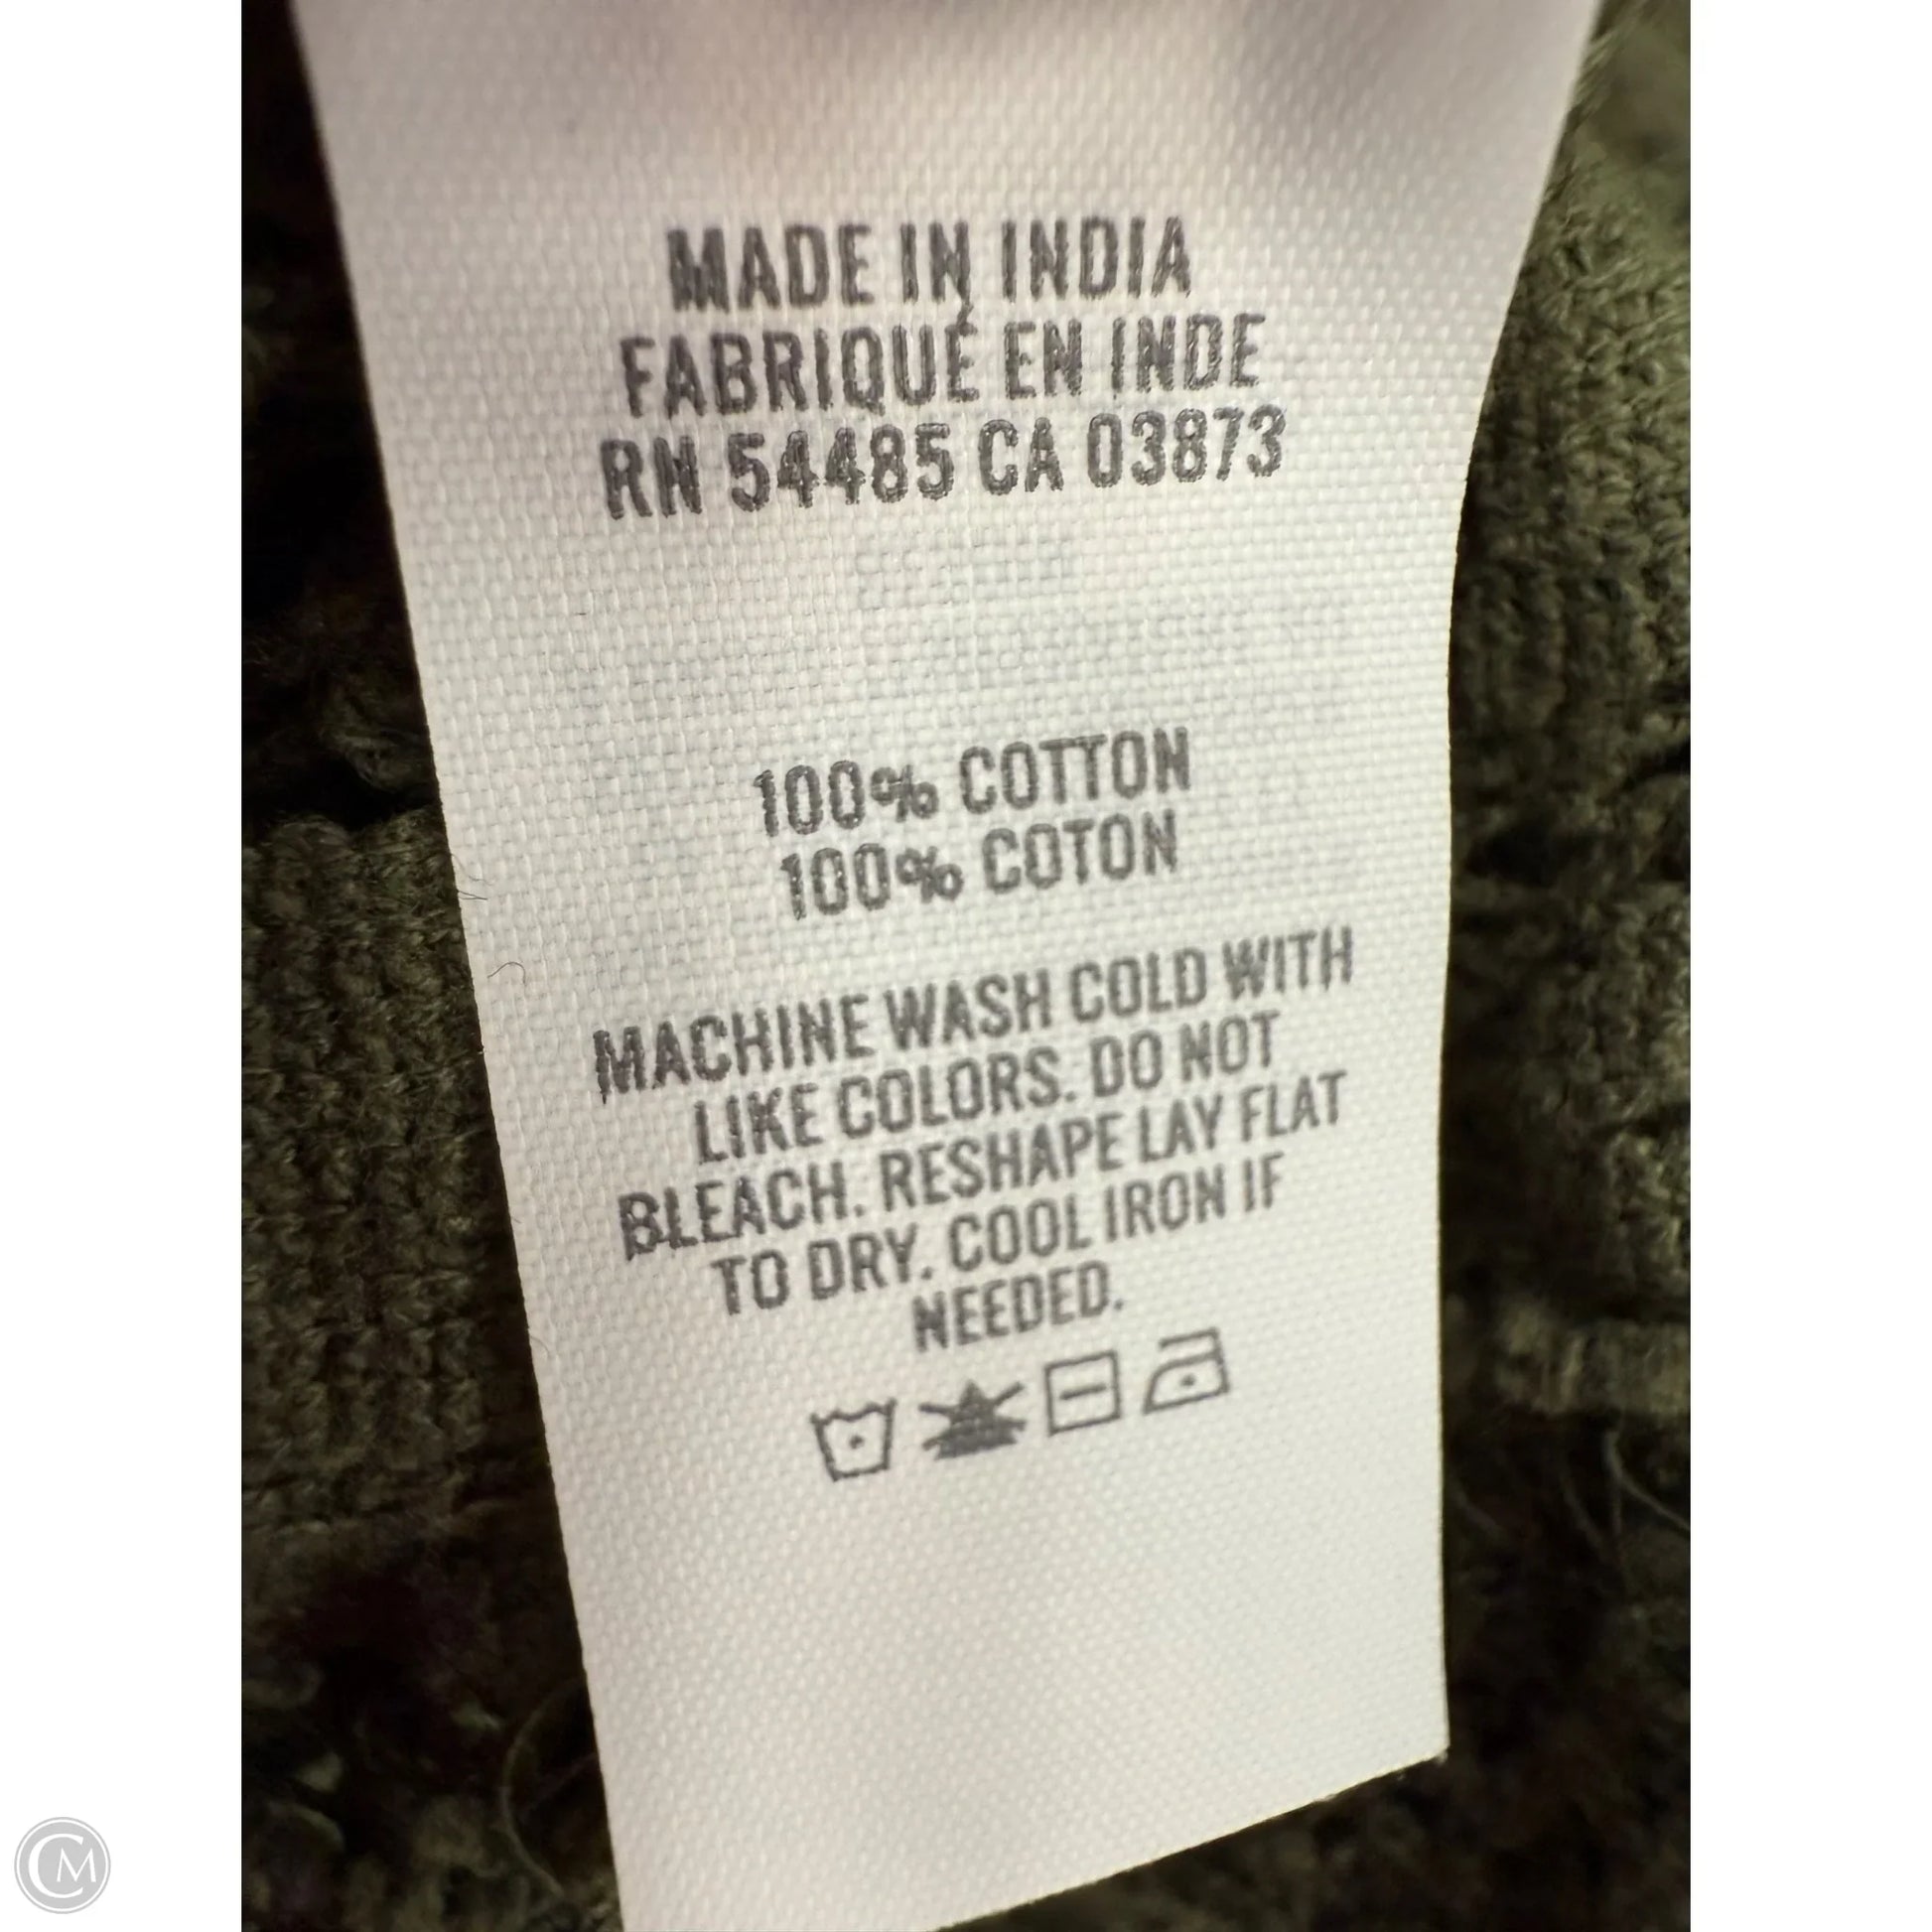 MADE IN INDIA
FABRIQUÉ EN INDE
RN 54485 CA 03873
100% COTTON
100% COTON
MACHINE WASH COLD WITH
LIKE COLORS. DO NOT
BLEACH. RESHAPE LAY FLAT
TO DRY. COOL IRON IF
NEEDED.
CM